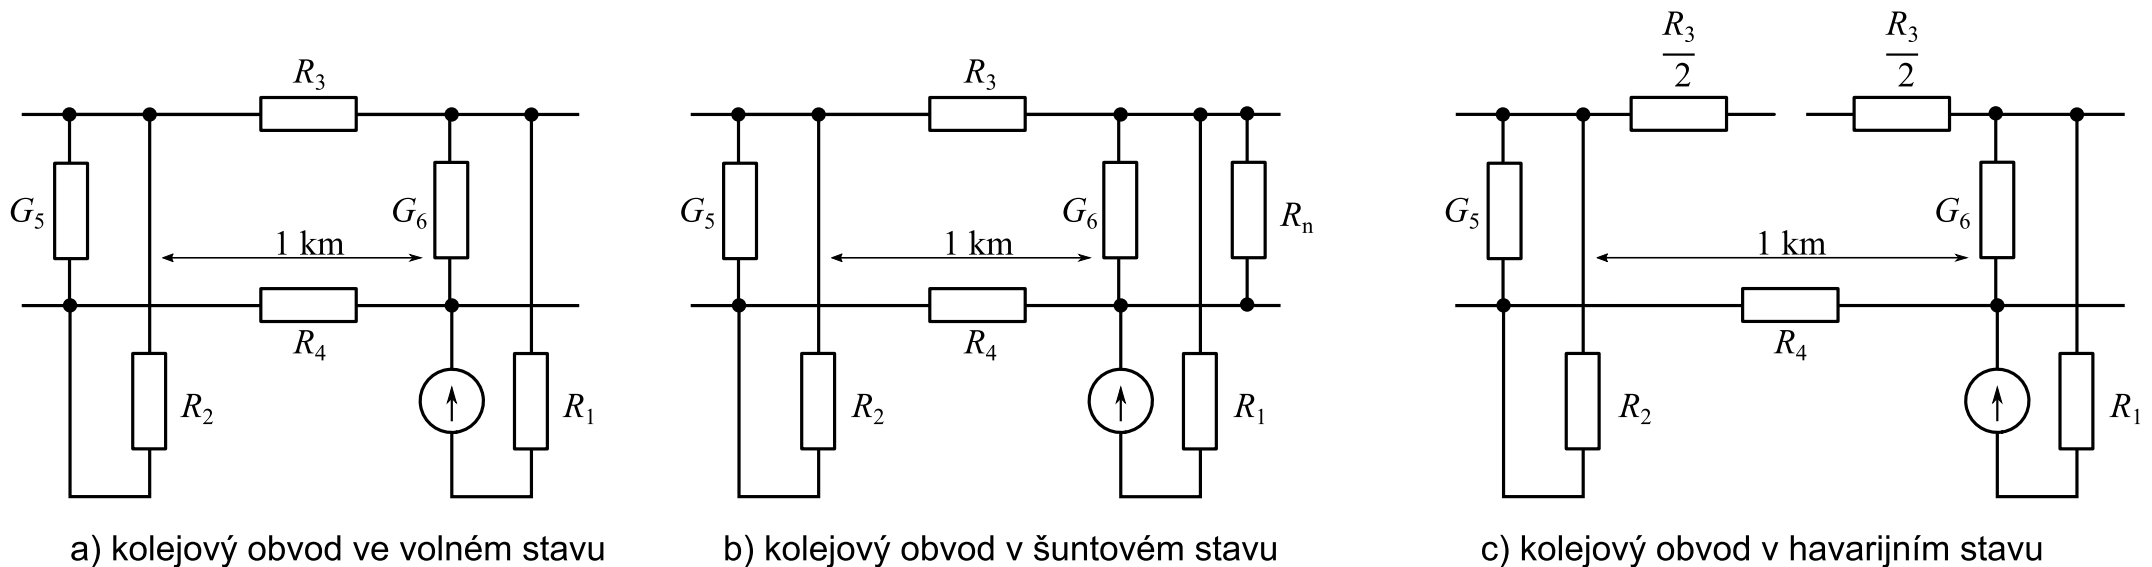 R3
G5
G6
1 km
R4
R2
R1
a) kolejový obvod ve volném stavu
R3
G5
G6
Rn
1 km
R4
R2
R1
b) kolejový obvod v šuntovém stavu
R3
2
R3
2
G5
G6
1 km
R4
R2
R1
c) kolejový obvod v havarijním stavu